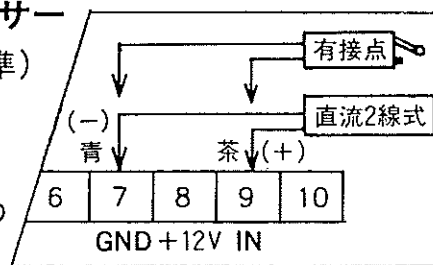 サー
準)
有接点
直流2線式
(−) 青 茶 (+)
6 7 8 9 10
GND +12V IN